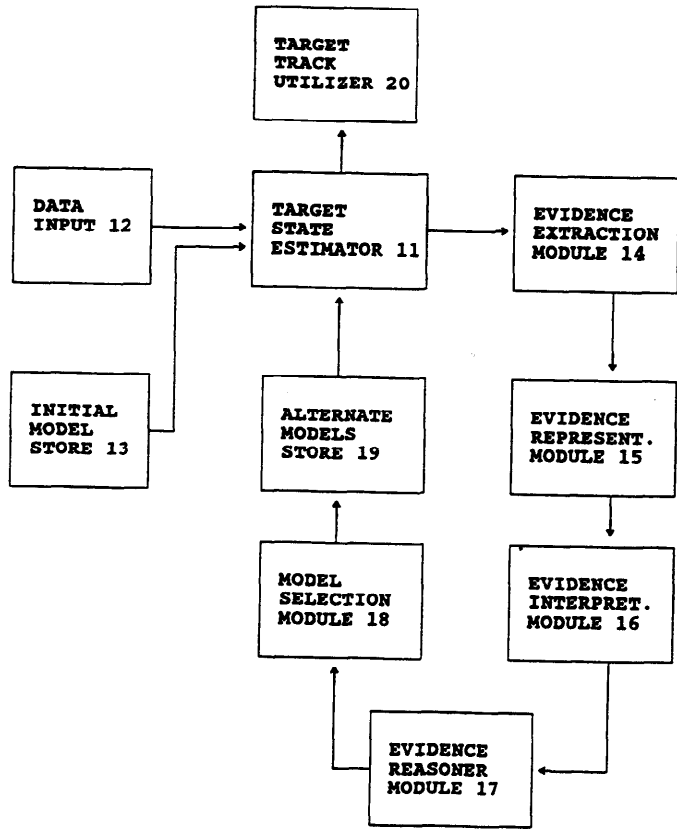 TARGET
TRACK
UTILIZER 20
DATA
INPUT 12
TARGET
STATE
ESTIMATOR 11
EVIDENCE
EXTRACTION
MODULE 14
INITIAL
MODEL
STORE 13
ALTERNATE
MODELS
STORE 19
EVIDENCE
REPRESENT.
MODULE 15
MODEL
SELECTION
MODULE 18
EVIDENCE
INTERPRET.
MODULE 16
EVIDENCE
REASONER
MODULE 17